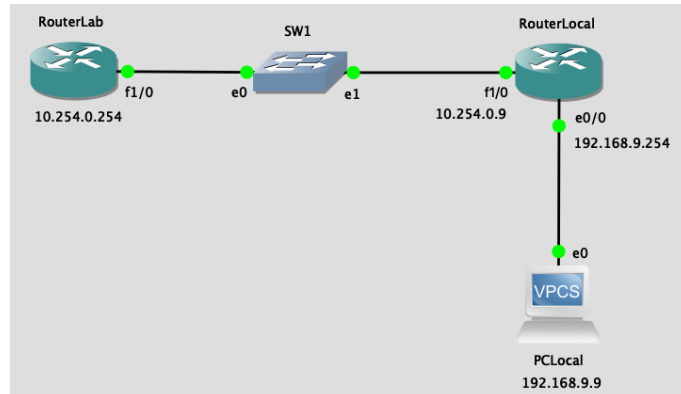 RouterLab
SW1
RouterLocal
f1/0
e0
e1
f1/0
10.254.0.254
10.254.0.9
e0/0
192.168.9.254
e0
VPCS
PCLocal
192.168.9.9